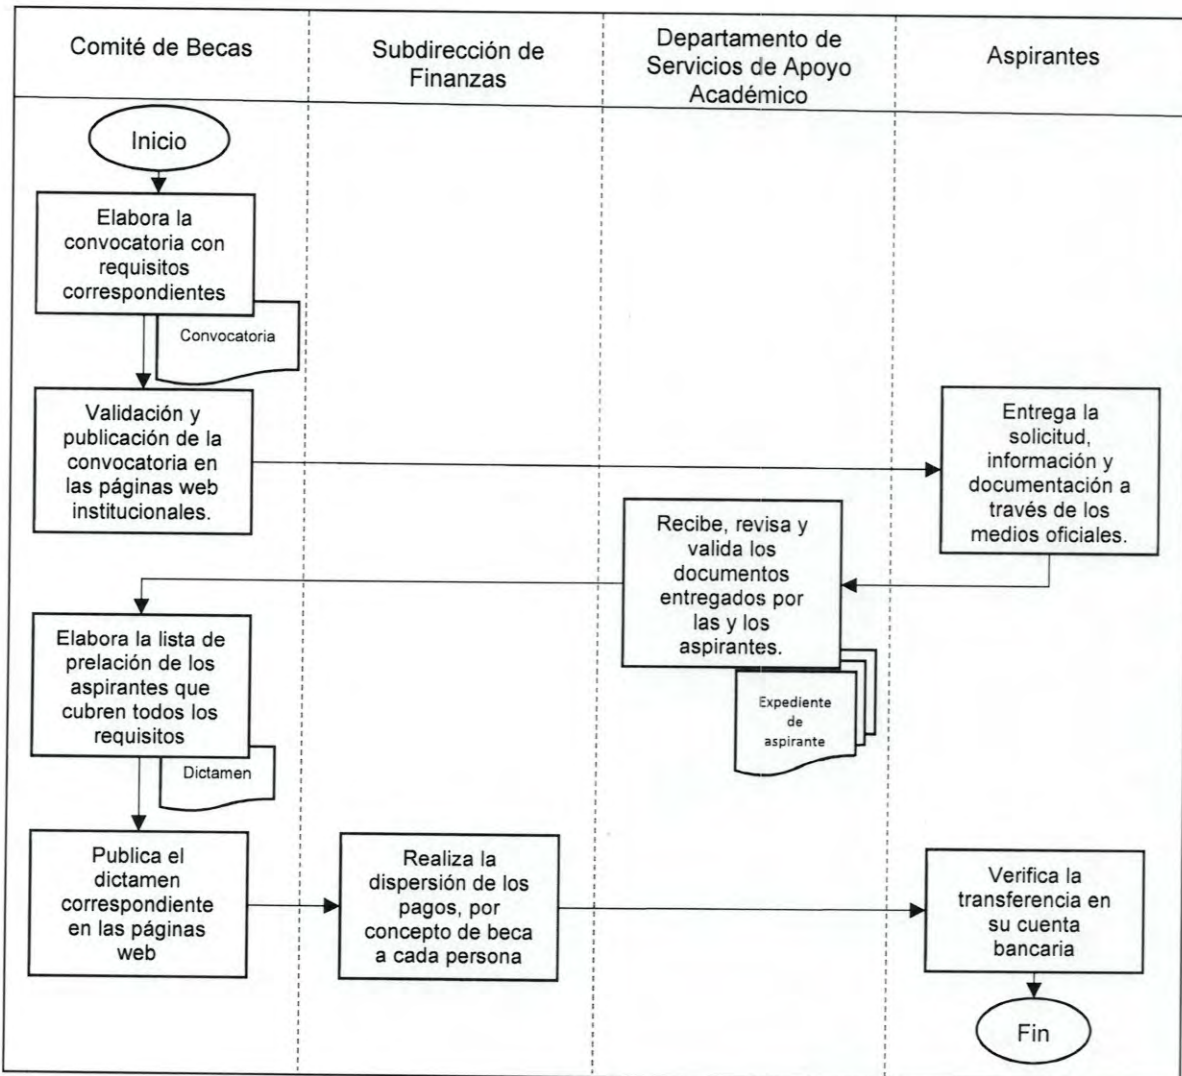 Comité de Becas
Subdirección de
Finanzas
Departamento de
Servicios de Apoyo
Académico
Aspirantes
Inicio
Elabora la
convocatoria con
requisitos
correspondientes
Convocatoria
Validación y
publicación de la
convocatoria en
las páginas web
institucionales.
Entrega la
solicitud,
información y
documentación a
través de los
medios oficiales.
Recibe, revisa y
valida los
documentos
entregados por
las y los
aspirantes.
Expediente
de
aspirante
Elabora la lista de
prelación de los
aspirantes que
cubren todos los
requisitos
Dictamen
Publica el
dictamen
correspondiente
en las páginas
web
Realiza la
dispersión de los
pagos, por
concepto de beca
a cada persona
Verifica la
transferencia en
su cuenta
bancaria
Fin